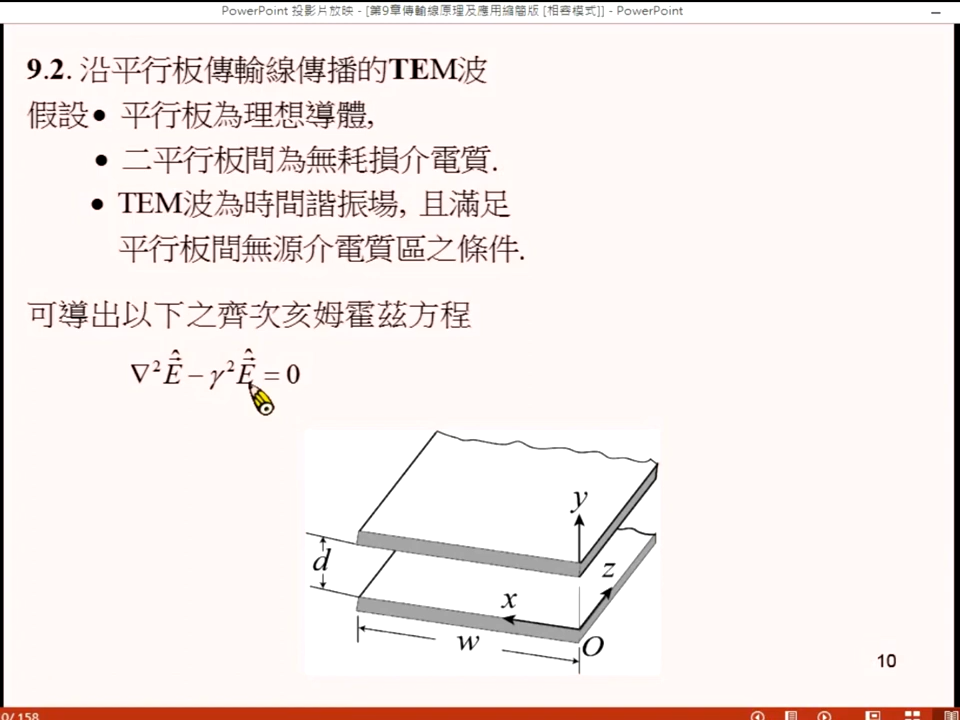 PowerPoint 投影片放映 - [第9章傳輸線原理及應用縮簡版 [相容模式]] - PowerPoint
9.2. 沿平行板傳輸線傳播的TEM波
假設● 平行板為理想導體,
● 二平行板間為無耗損介電質.
● TEM波為時間諧振場, 且滿足
平行板間無源介電質區之條件.
可導出以下之齊次亥姆霍茲方程
∇²E⃗̂ − γ²E⃗̂ = 0
y
d
z
x
w
O
10
0/ 158